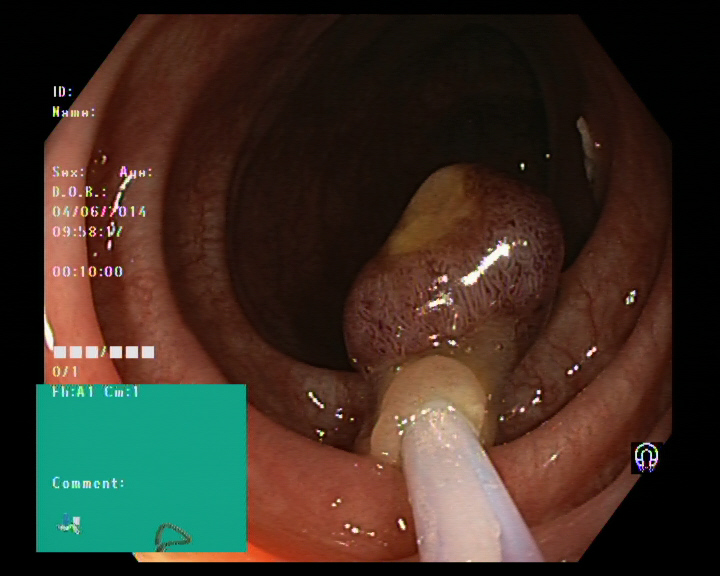 ID:
Name:
Sex: Age:
D.O.B.:
04/06/2014
09:58:17
00:10:00
0/1
Eh:A1 Cm:1
Comment: